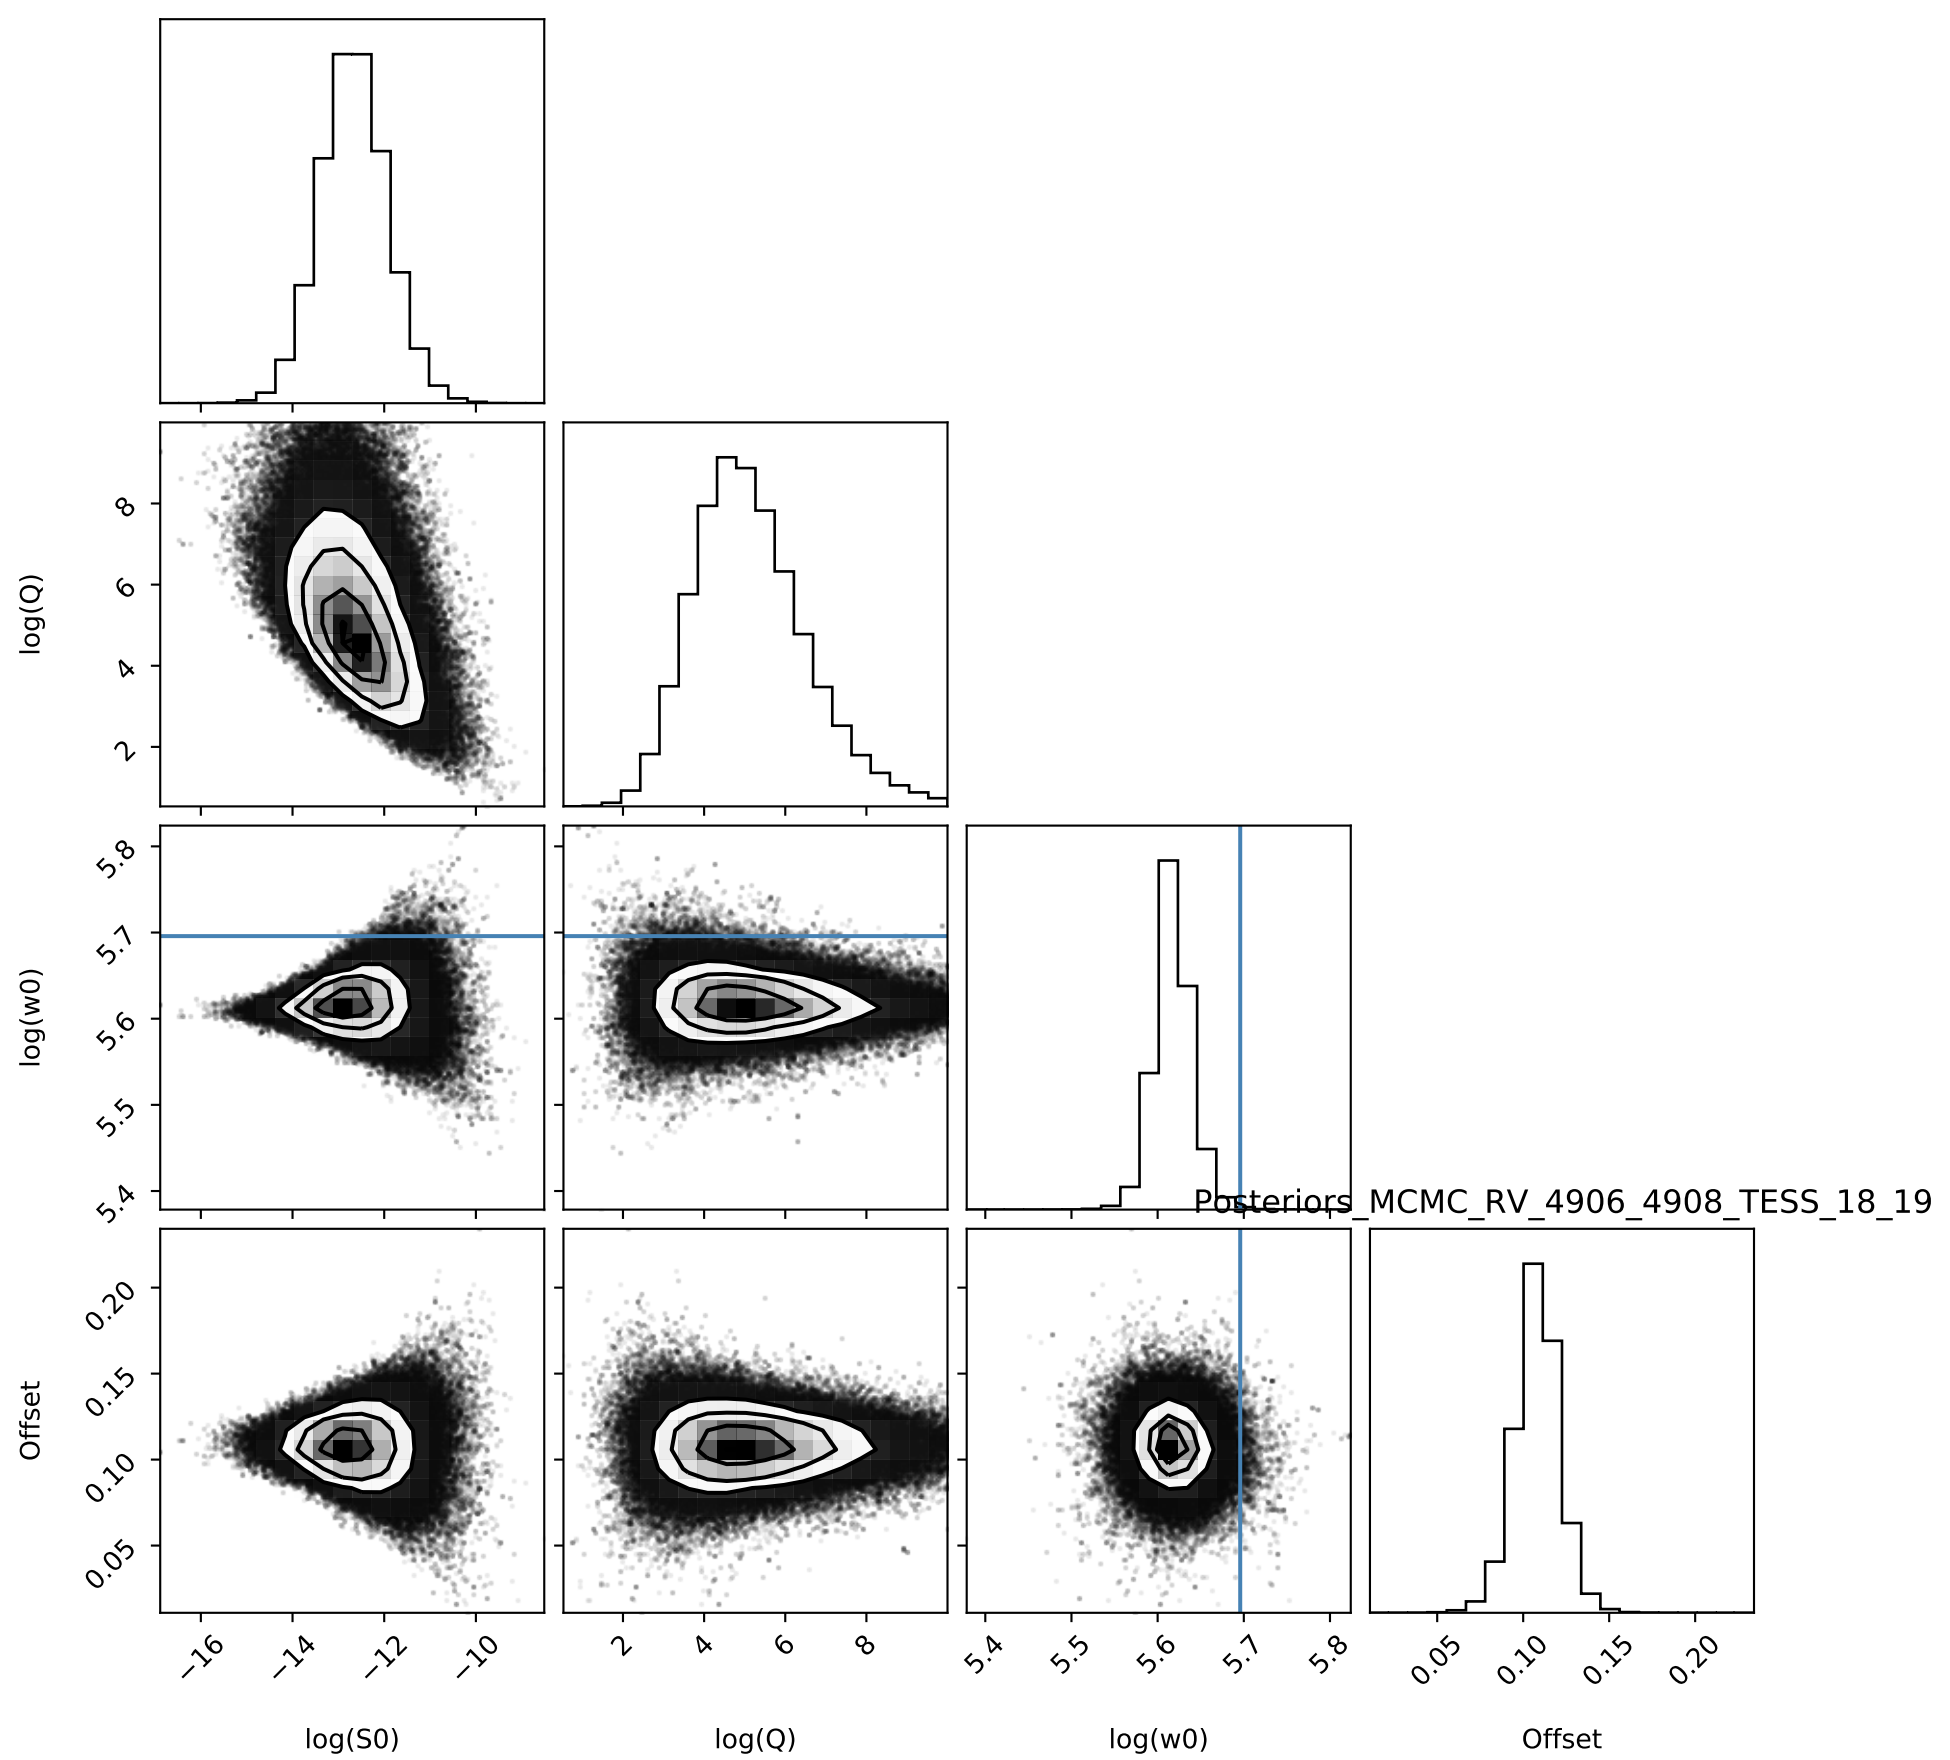 log(Q)
8
6
4
2
log(w0)
5.8
5.7
5.6
5.5
5.4
Posteriors_MCMC_RV_4906_4908_TESS_18_19
Offset
0.20
0.15
0.10
0.05
−16 −14 −12 −10 2 4 6 8 5.4 5.5 5.6 5.7 5.8 0.05 0.10 0.15 0.20
log(S0) log(Q) log(w0) Offset